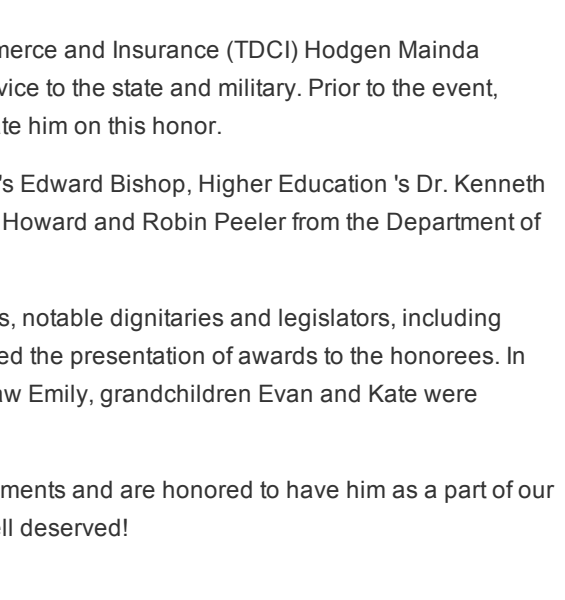 merce and Insurance (TDCI) Hodgen Mainda
vice to the state and military. Prior to the event,
te him on this honor.
's Edward Bishop, Higher Education 's Dr. Kenneth
Howard and Robin Peeler from the Department of
s, notable dignitaries and legislators, including
ed the presentation of awards to the honorees. In
aw Emily, grandchildren Evan and Kate were
ments and are honored to have him as a part of our
ell deserved!